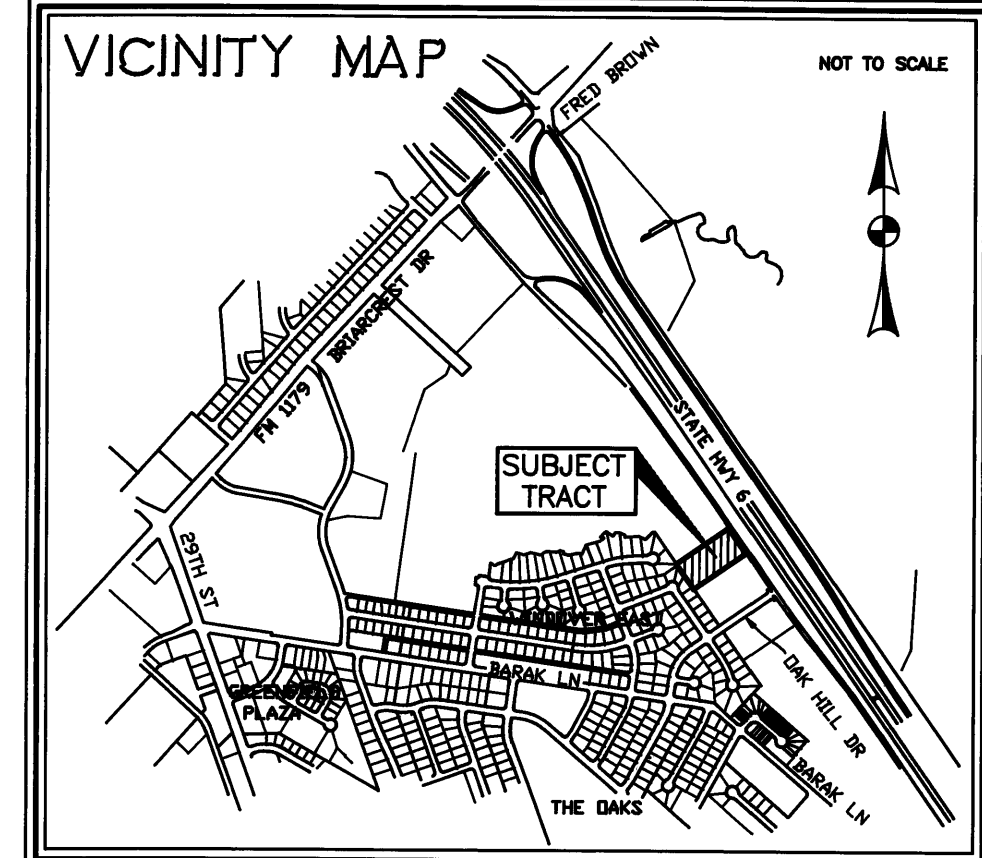 VICINITY MAP
NOT TO SCALE
FRED BROWN
BRIARCREST DR
FM 1179
STATE HWY 6
SUBJECT
TRACT
29TH ST
EAST
BARAK LN
OAK HILL DR
PLAZA
BARAK LN
THE OAKS